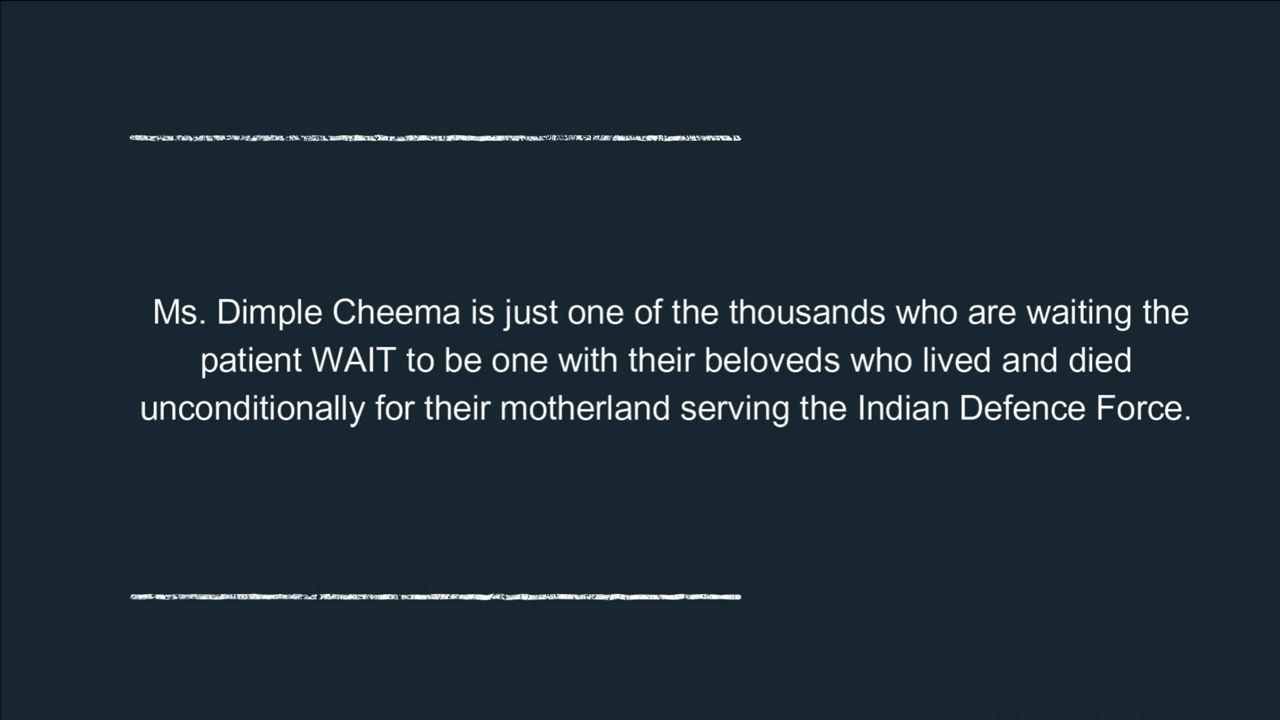 Ms. Dimple Cheema is just one of the thousands who are waiting the
patient WAIT to be one with their beloveds who lived and died
unconditionally for their motherland serving the Indian Defence Force.